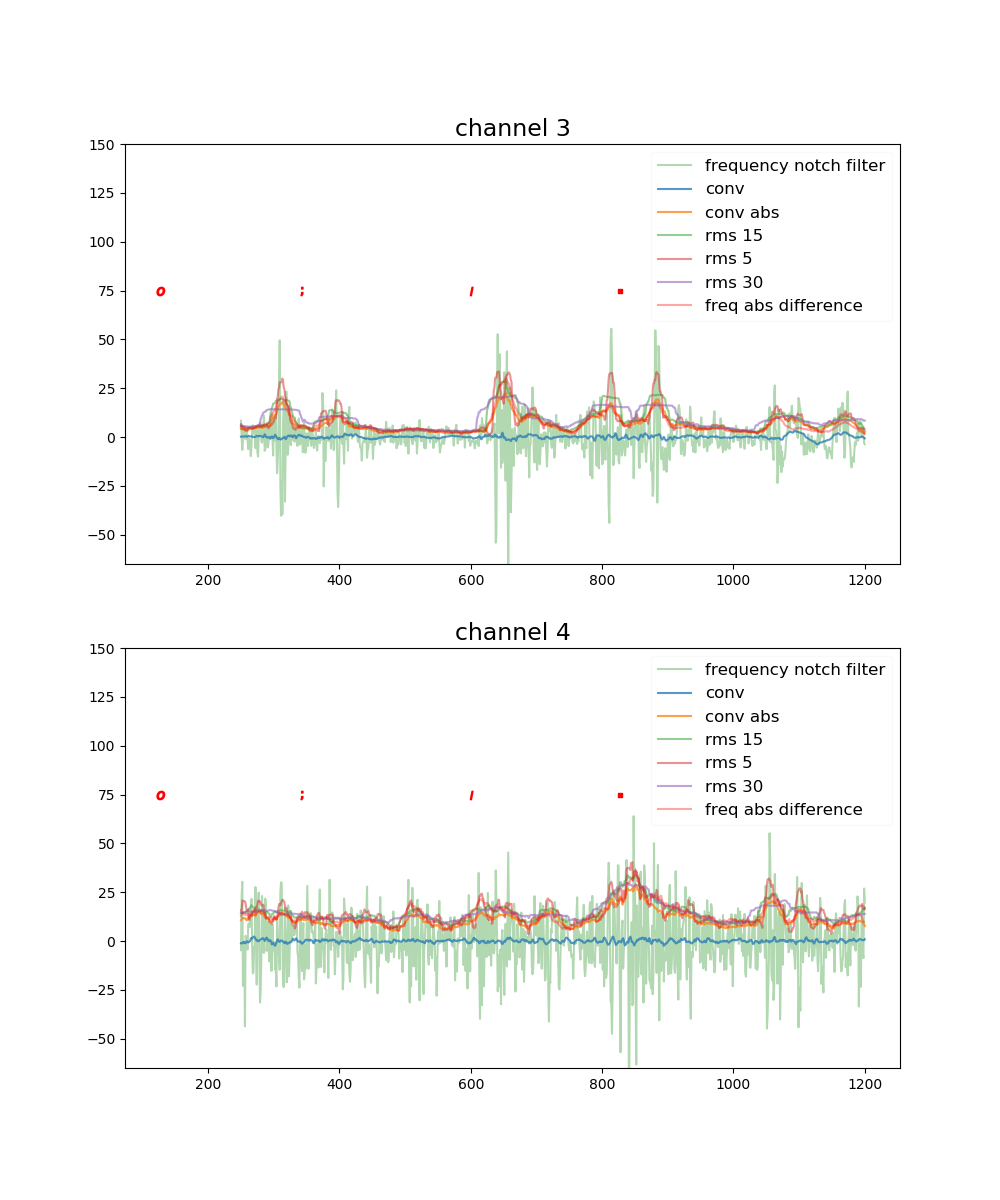 channel 3
150
125
100
75
50
25
0
−25
−50
frequency notch filter
conv
conv abs
rms 15
rms 5
rms 30
freq abs difference
o ; / .
200 400 600 800 1000 1200
channel 4
150
125
100
75
50
25
0
−25
−50
frequency notch filter
conv
conv abs
rms 15
rms 5
rms 30
freq abs difference
o ; / .
200 400 600 800 1000 1200